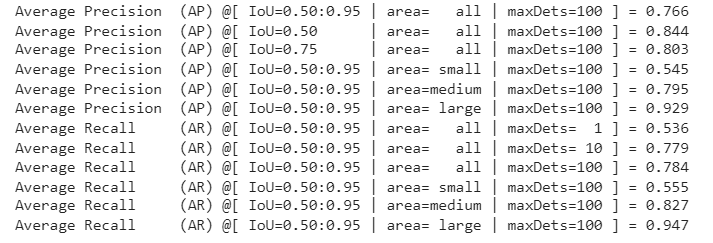 Average Precision  (AP) @[ IoU=0.50:0.95 | area=   all | maxDets=100 ] = 0.766
Average Precision  (AP) @[ IoU=0.50      | area=   all | maxDets=100 ] = 0.844
Average Precision  (AP) @[ IoU=0.75      | area=   all | maxDets=100 ] = 0.803
Average Precision  (AP) @[ IoU=0.50:0.95 | area= small | maxDets=100 ] = 0.545
Average Precision  (AP) @[ IoU=0.50:0.95 | area=medium | maxDets=100 ] = 0.795
Average Precision  (AP) @[ IoU=0.50:0.95 | area= large | maxDets=100 ] = 0.929
Average Recall     (AR) @[ IoU=0.50:0.95 | area=   all | maxDets=  1 ] = 0.536
Average Recall     (AR) @[ IoU=0.50:0.95 | area=   all | maxDets= 10 ] = 0.779
Average Recall     (AR) @[ IoU=0.50:0.95 | area=   all | maxDets=100 ] = 0.784
Average Recall     (AR) @[ IoU=0.50:0.95 | area= small | maxDets=100 ] = 0.555
Average Recall     (AR) @[ IoU=0.50:0.95 | area=medium | maxDets=100 ] = 0.827
Average Recall     (AR) @[ IoU=0.50:0.95 | area= large | maxDets=100 ] = 0.947